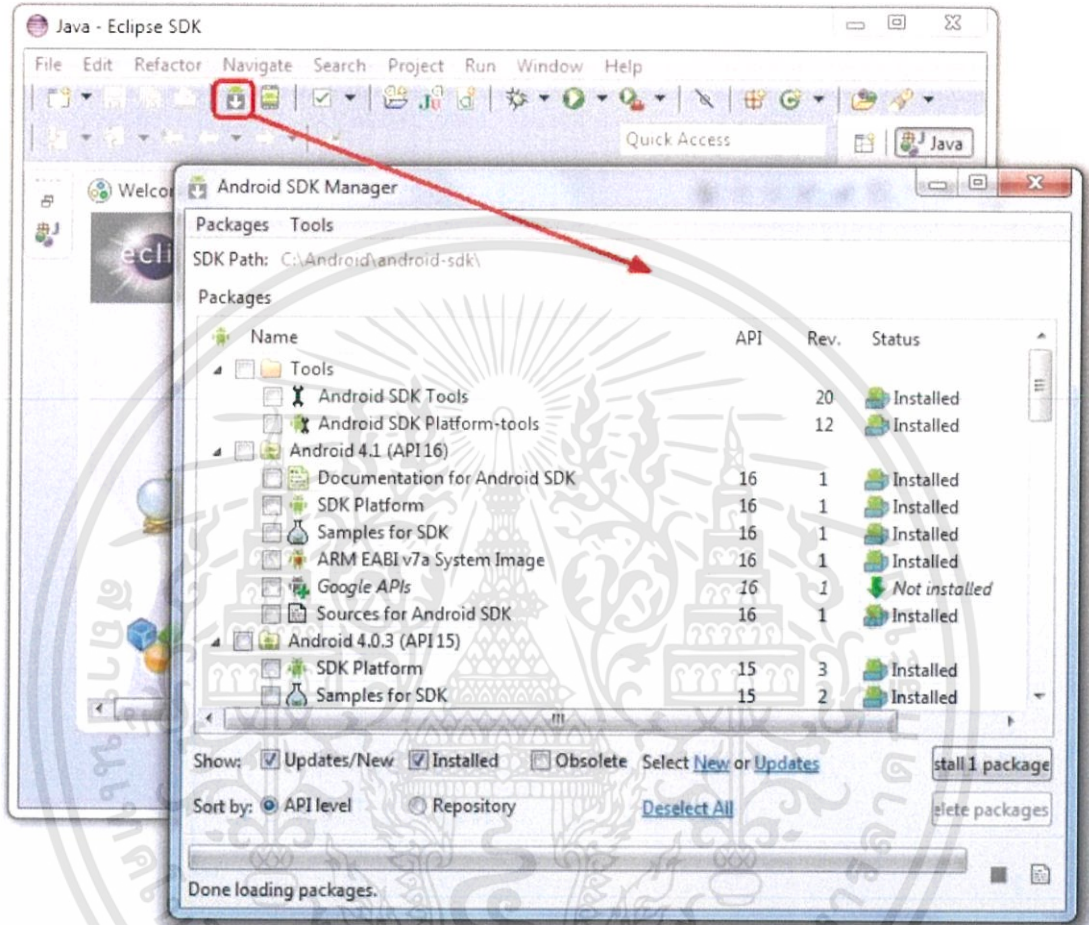 Java - Eclipse SDK
File Edit Refactor Navigate Search Project Run Window Help
Quick Access
Java
Welcor
ecli
Android SDK Manager
Packages Tools
SDK Path: C:\Android\android-sdk\
Packages
Name API Rev. Status
Tools
Android SDK Tools 20 Installed
Android SDK Platform-tools 12 Installed
Android 4.1 (API 16)
Documentation for Android SDK 16 1 Installed
SDK Platform 16 1 Installed
Samples for SDK 16 1 Installed
ARM EABI v7a System Image 16 1 Installed
Google APIs 16 1 Not installed
Sources for Android SDK 16 1 Installed
Android 4.0.3 (API 15)
SDK Platform 15 3 Installed
Samples for SDK 15 2 Installed
Show: Updates/New Installed Obsolete Select New or Updates stall 1 package
Sort by: API level Repository Deselect All elete packages
Done loading packages.